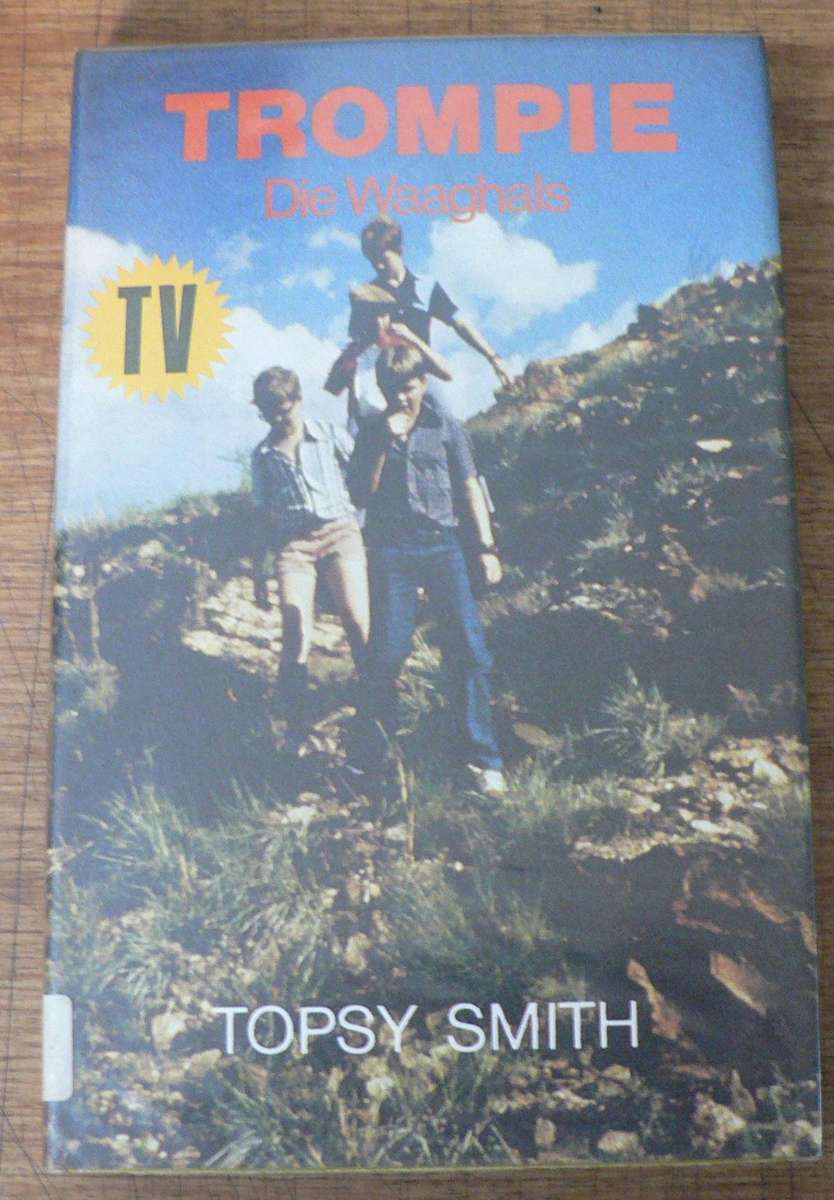 TROMPIE
Die Waaghals
TV
TOPSY SMITH